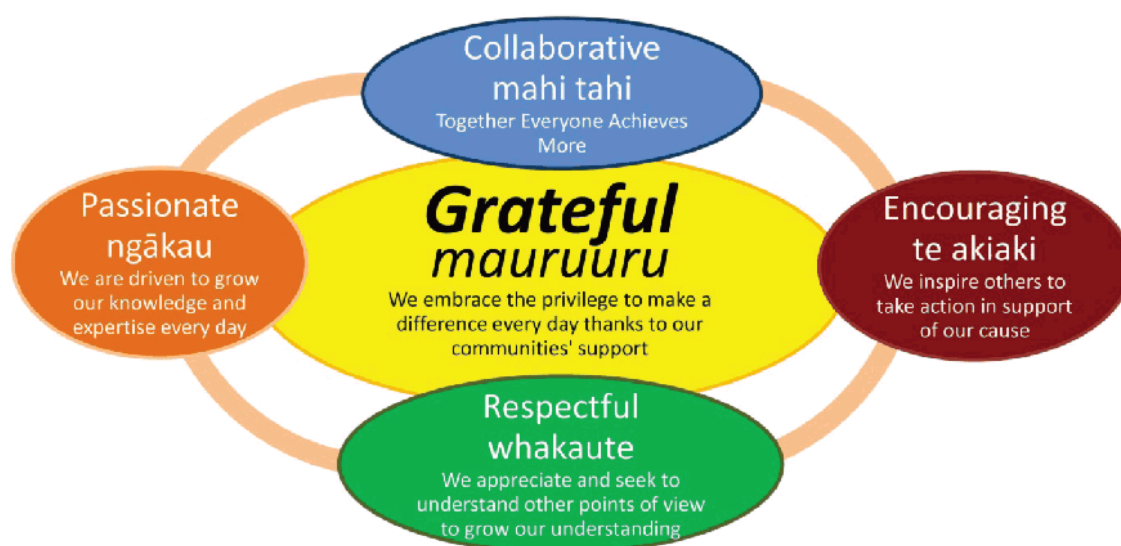 Collaborative
mahi tahi
Together Everyone Achieves
More
Passionate
ngākau
We are driven to grow
our knowledge and
expertise every day
Grateful
mauruuru
We embrace the privilege to make a
difference every day thanks to our
communities' support
Encouraging
te akiaki
We inspire others to
take action in support
of our cause
Respectful
whakaute
We appreciate and seek to
understand other points of view
to grow our understanding